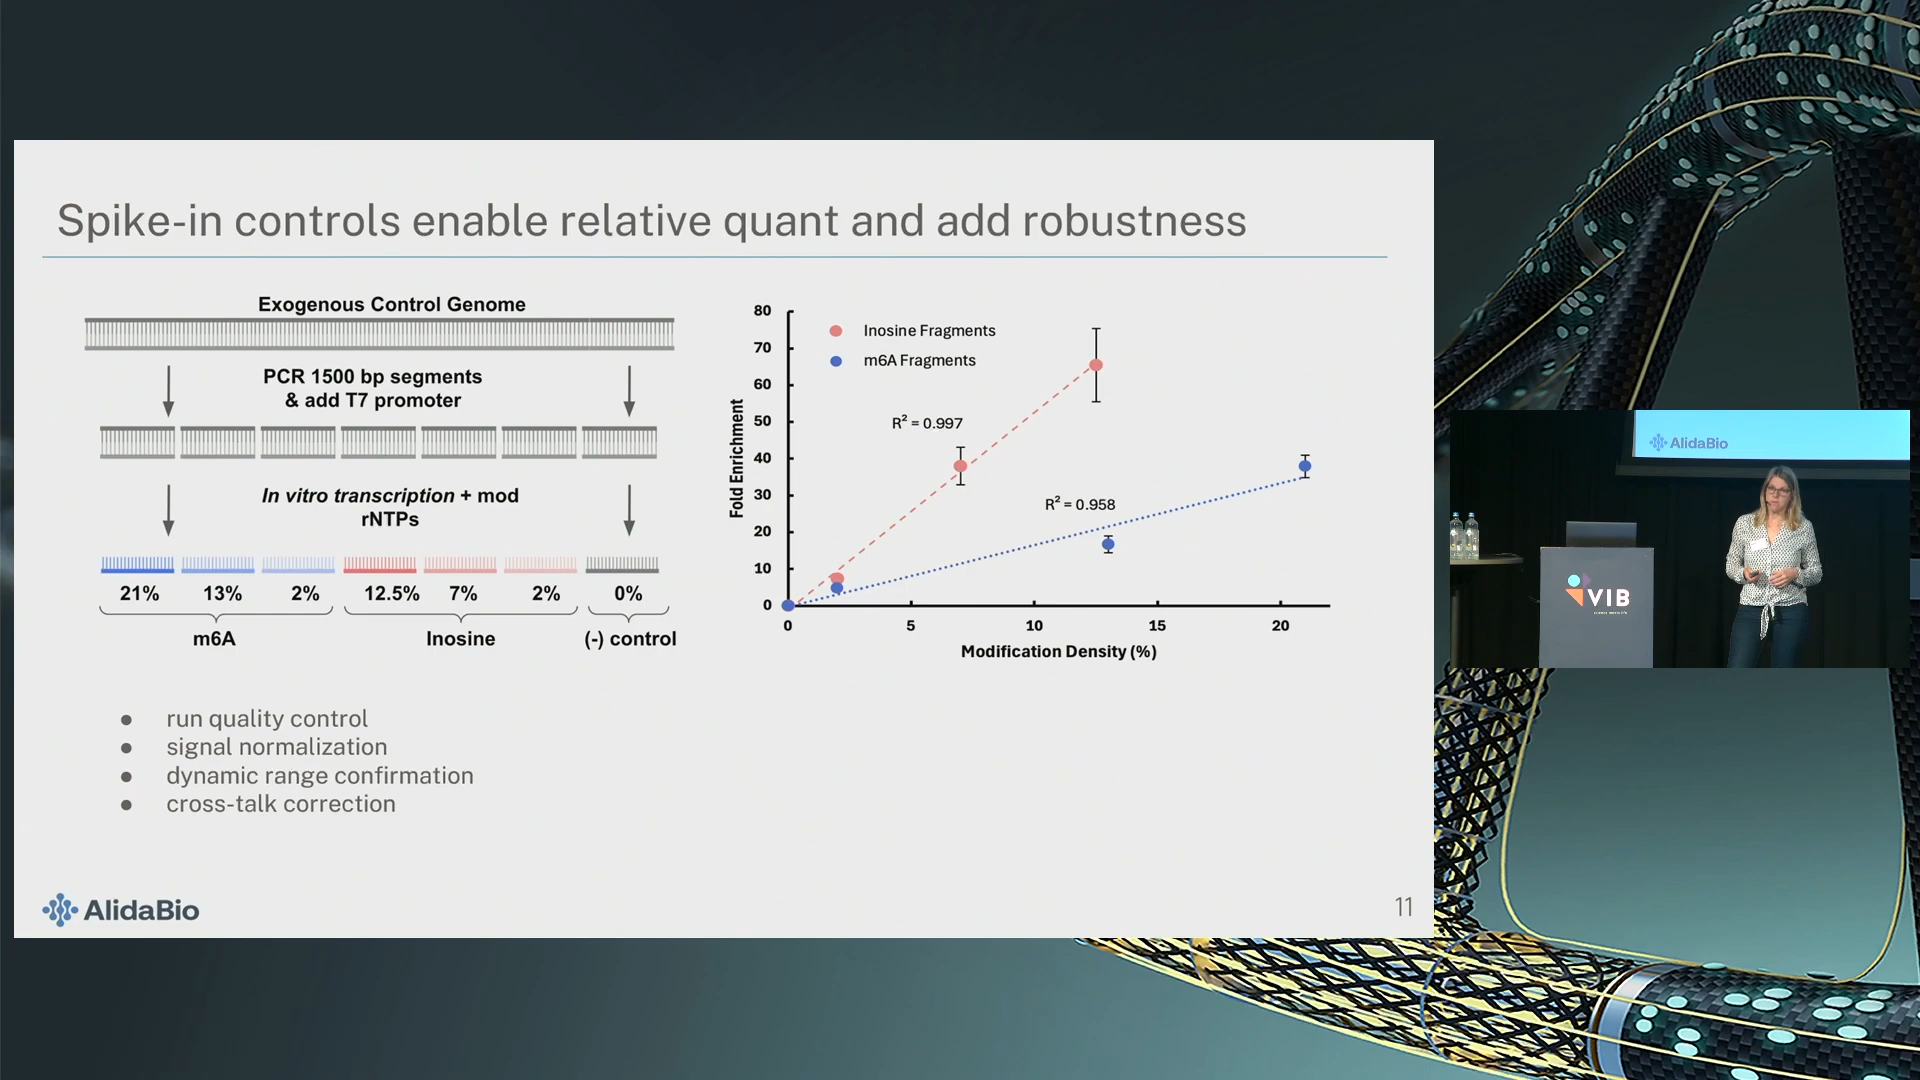 Spike-in controls enable relative quant and add robustness
Exogenous Control Genome
PCR 1500 bp segments
& add T7 promoter
In vitro transcription + mod
rNTPs
21% 13% 2% 12.5% 7% 2% 0%
m6A Inosine (-) control
80
70
60
50
40
30
20
10
0
Fold Enrichment
Inosine Fragments
m6A Fragments
R² = 0.997
R² = 0.958
0 5 10 15 20
Modification Density (%)
● run quality control
● signal normalization
● dynamic range confirmation
● cross-talk correction
AlidaBio
11
AlidaBio
VIB